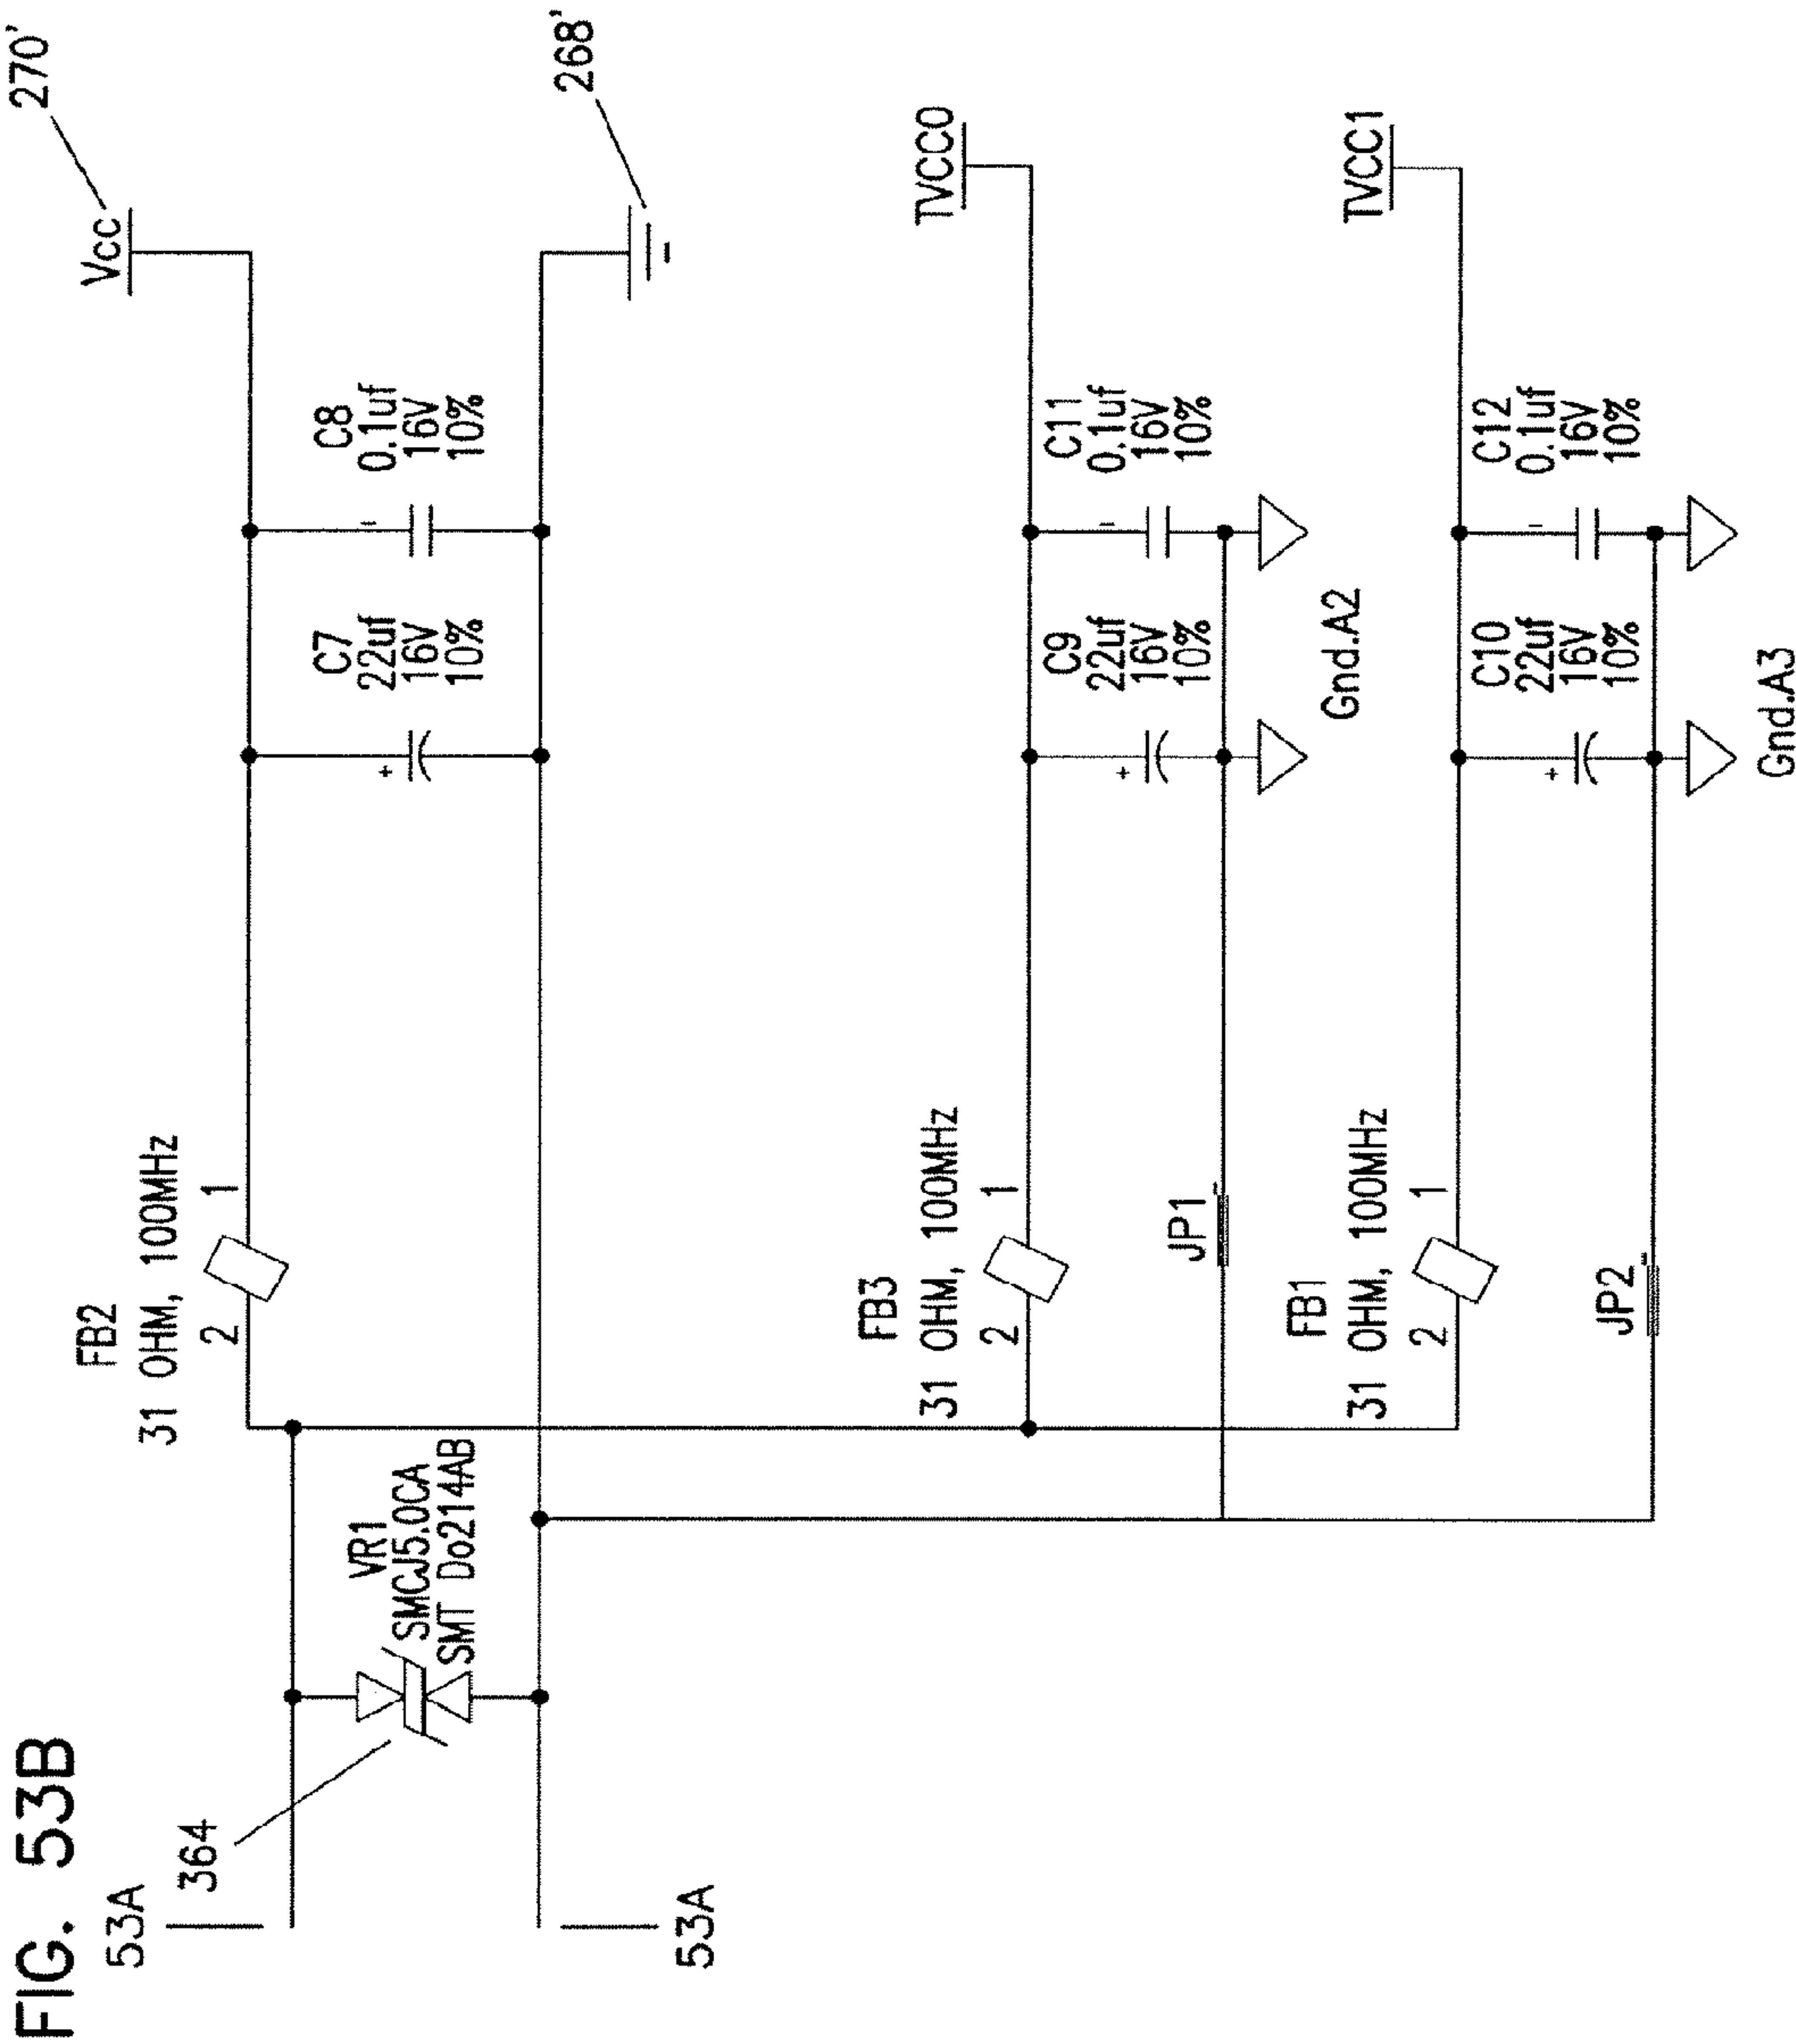 FIG. 53B
53A
364
53A
VR1
SMCJ5.0CA
SMT Do214AB
FB2
31 OHM, 100MHz
2 1
+
C7
22uf
16V
10%
C8
0.1uf
16V
10%
Vcc
270'
268'
FB3
31 OHM, 100MHz
2 1
JP1
+
C9
22uf
16V
10%
C11
0.1uf
16V
10%
Gnd.A2
TVCC0
FB1
31 OHM, 100MHz
2 1
JP2
+
C10
22uf
16V
10%
C12
0.1uf
16V
10%
Gnd.A3
TVCC1